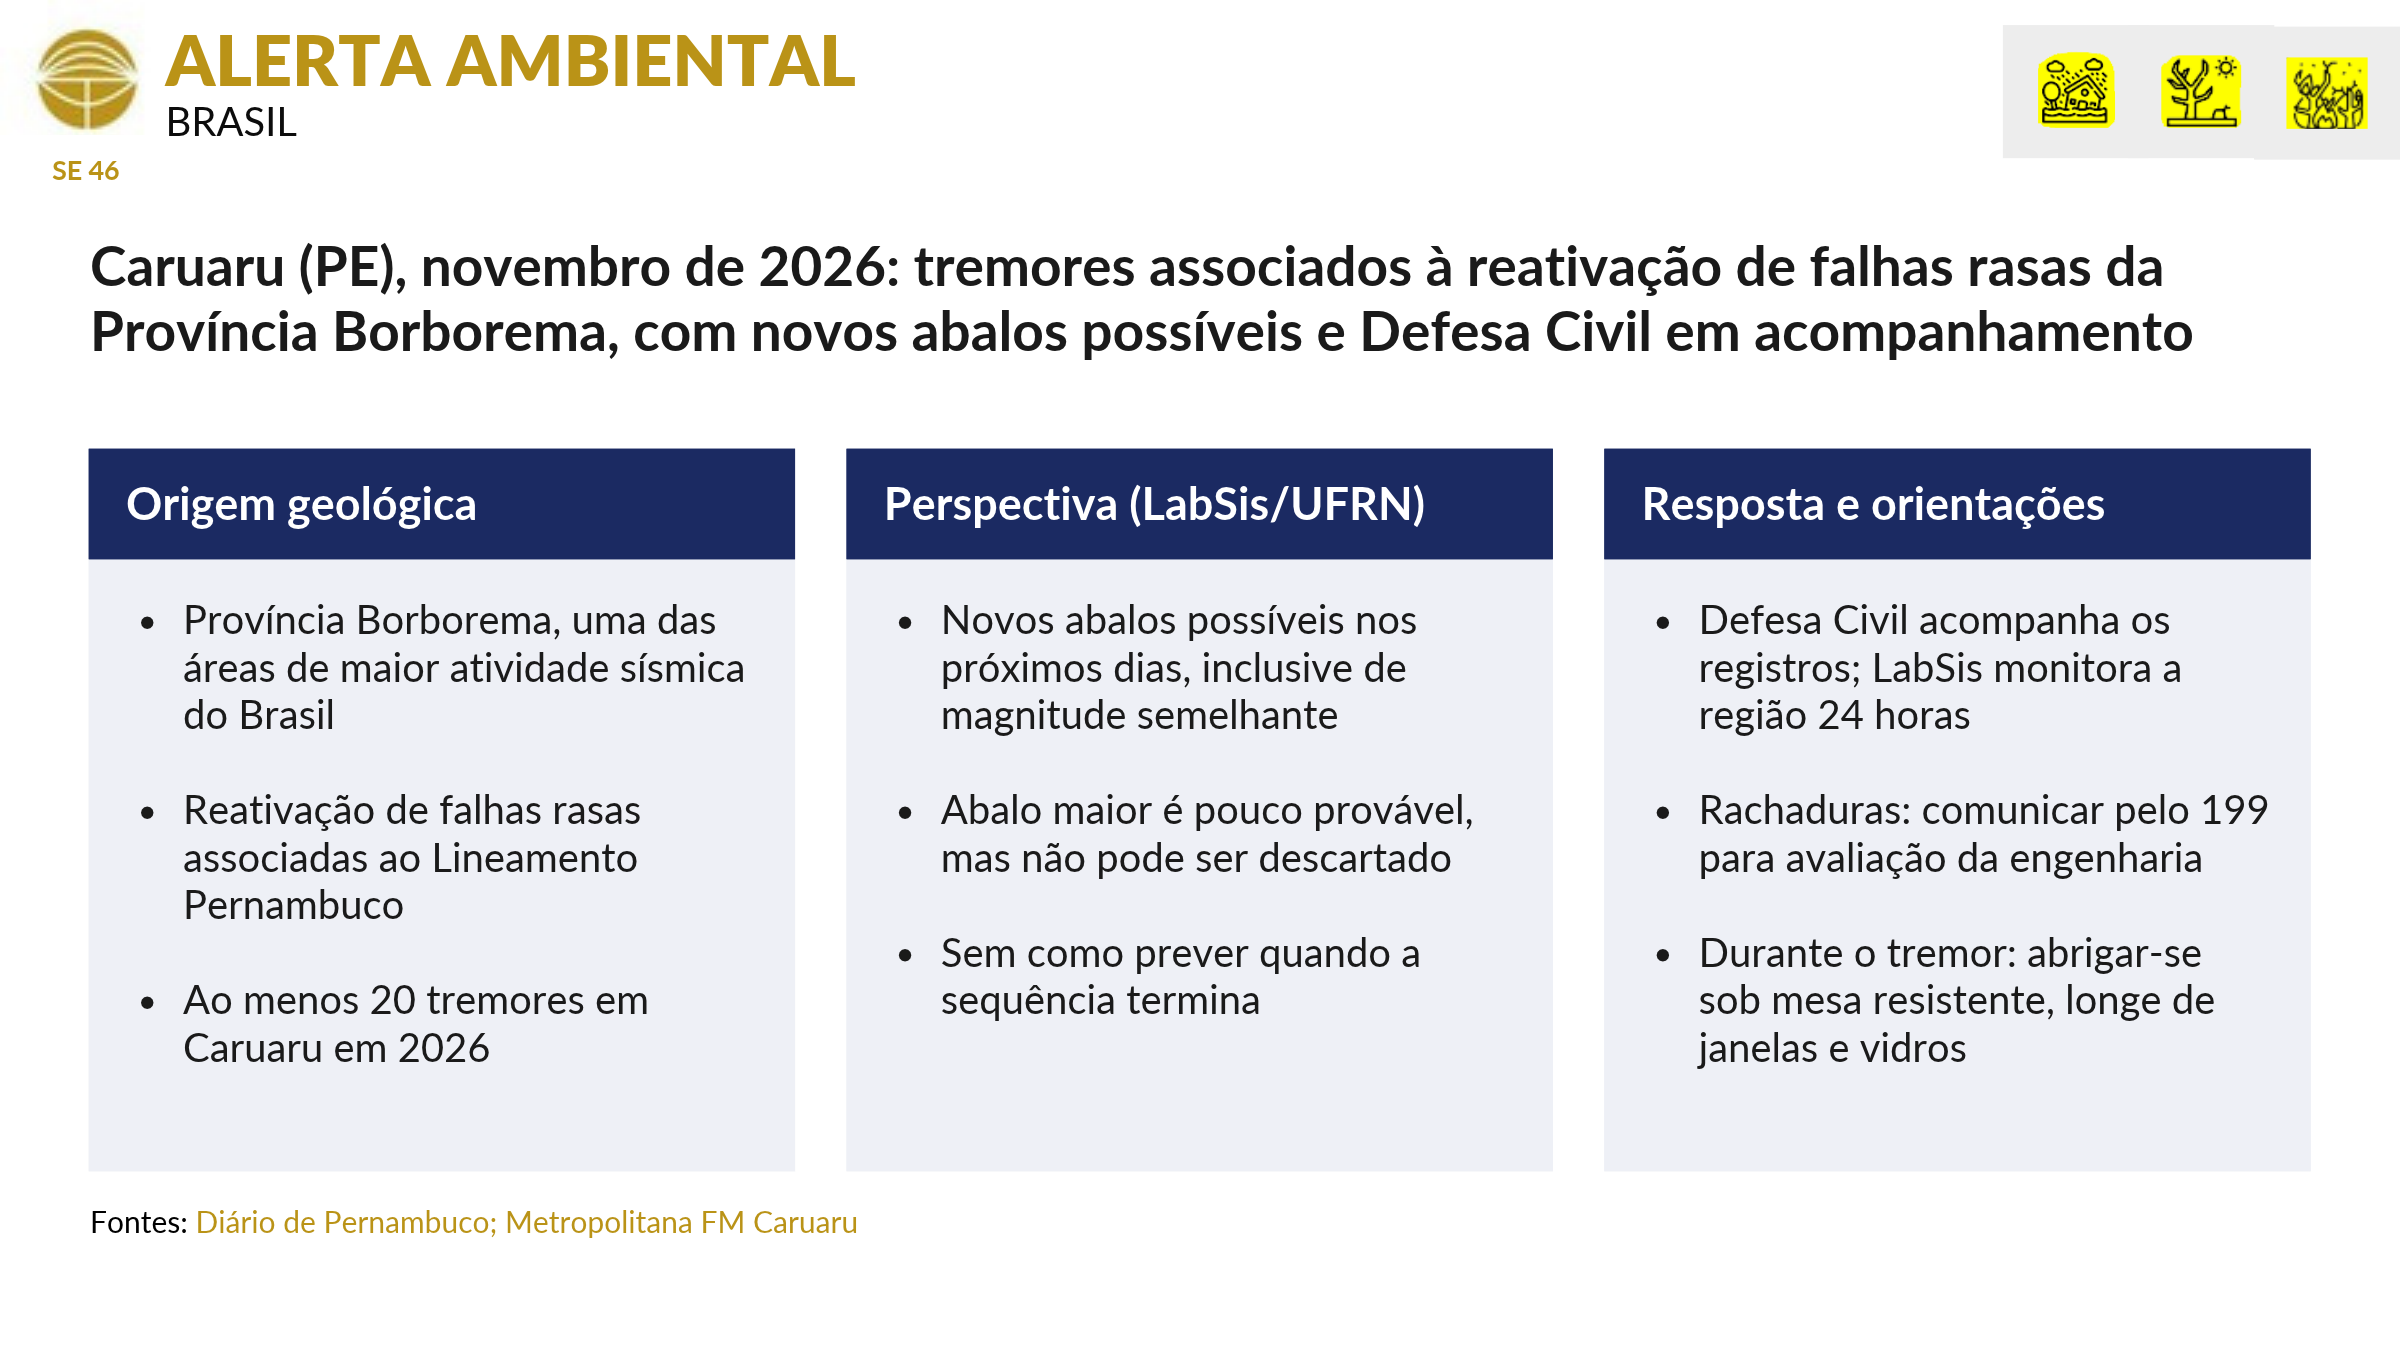 ALERTA AMBIENTAL
BRASIL
SE 46
Caruaru (PE), novembro de 2026: tremores associados à reativação de falhas rasas da
Província Borborema, com novos abalos possíveis e Defesa Civil em acompanhamento
Origem geológica
• Província Borborema, uma das
áreas de maior atividade sísmica
do Brasil
• Reativação de falhas rasas
associadas ao Lineamento
Pernambuco
• Ao menos 20 tremores em
Caruaru em 2026
Perspectiva (LabSis/UFRN)
• Novos abalos possíveis nos
próximos dias, inclusive de
magnitude semelhante
• Abalo maior é pouco provável,
mas não pode ser descartado
• Sem como prever quando a
sequência termina
Resposta e orientações
• Defesa Civil acompanha os
registros; LabSis monitora a
região 24 horas
• Rachaduras: comunicar pelo 199
para avaliação da engenharia
• Durante o tremor: abrigar-se
sob mesa resistente, longe de
janelas e vidros
Fontes: Diário de Pernambuco; Metropolitana FM Caruaru